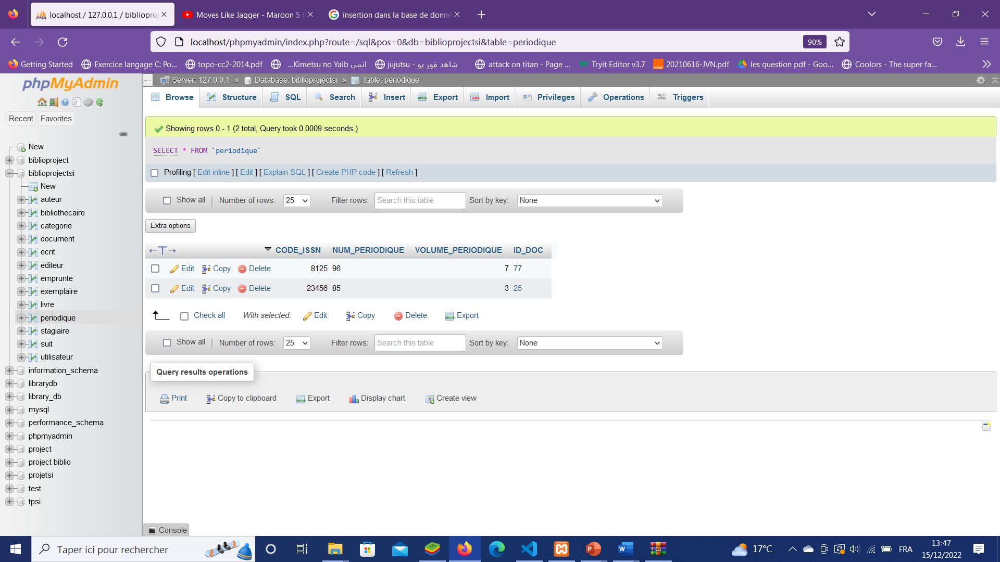 localhost / 127.0.0.1 / bibliopro
Moves Like Jagger - Maroon 5 (
insertion dans la base de donné
localhost/phpmyadmin/index.php?route=/sql&pos=0&db=biblioprojectsi&table=periodique
90%
Getting Started
Exercice langage C: Po...
topo-cc2-2014.pdf
انمي Kimetsu no Yaib...
شاهد فور يو - jujutsu
attack on titan - Page ...
Tryit Editor v3.7
20210616-JVN.pdf
les question pdf - Goo...
Coolors - The super fa...
phpMyAdmin
Recent
Favorites
New
biblioproject
biblioprojectsi
New
auteur
bibliothecaire
categorie
document
ecrit
editeur
emprunte
exemplaire
livre
periodique
stagiaire
suit
utilisateur
information_schema
librarydb
library_db
mysql
performance_schema
phpmyadmin
project
project biblio
projetsi
test
tpsi
Server: 127.0.0.1 » Database: biblioprojectsi » Table: periodique
Browse Structure SQL Search Insert Export Import Privileges Operations Triggers
Showing rows 0 - 1 (2 total, Query took 0.0009 seconds.)
SELECT * FROM `periodique`
Profiling [ Edit inline ] [ Edit ] [ Explain SQL ] [ Create PHP code ] [ Refresh ]
Show all | Number of rows: 25 Filter rows: Search this table Sort by key: None
Extra options
←T→ CODE_ISSN NUM_PERIODIQUE VOLUME_PERIODIQUE ID_DOC
Edit Copy Delete 8125 96 7 77
Edit Copy Delete 23456 85 3 25
Check all With selected: Edit Copy Delete Export
Show all | Number of rows: 25 Filter rows: Search this table Sort by key: None
Query results operations
Print Copy to clipboard Export Display chart Create view
Console
Taper ici pour rechercher
17°C
FRA
13:47
15/12/2022